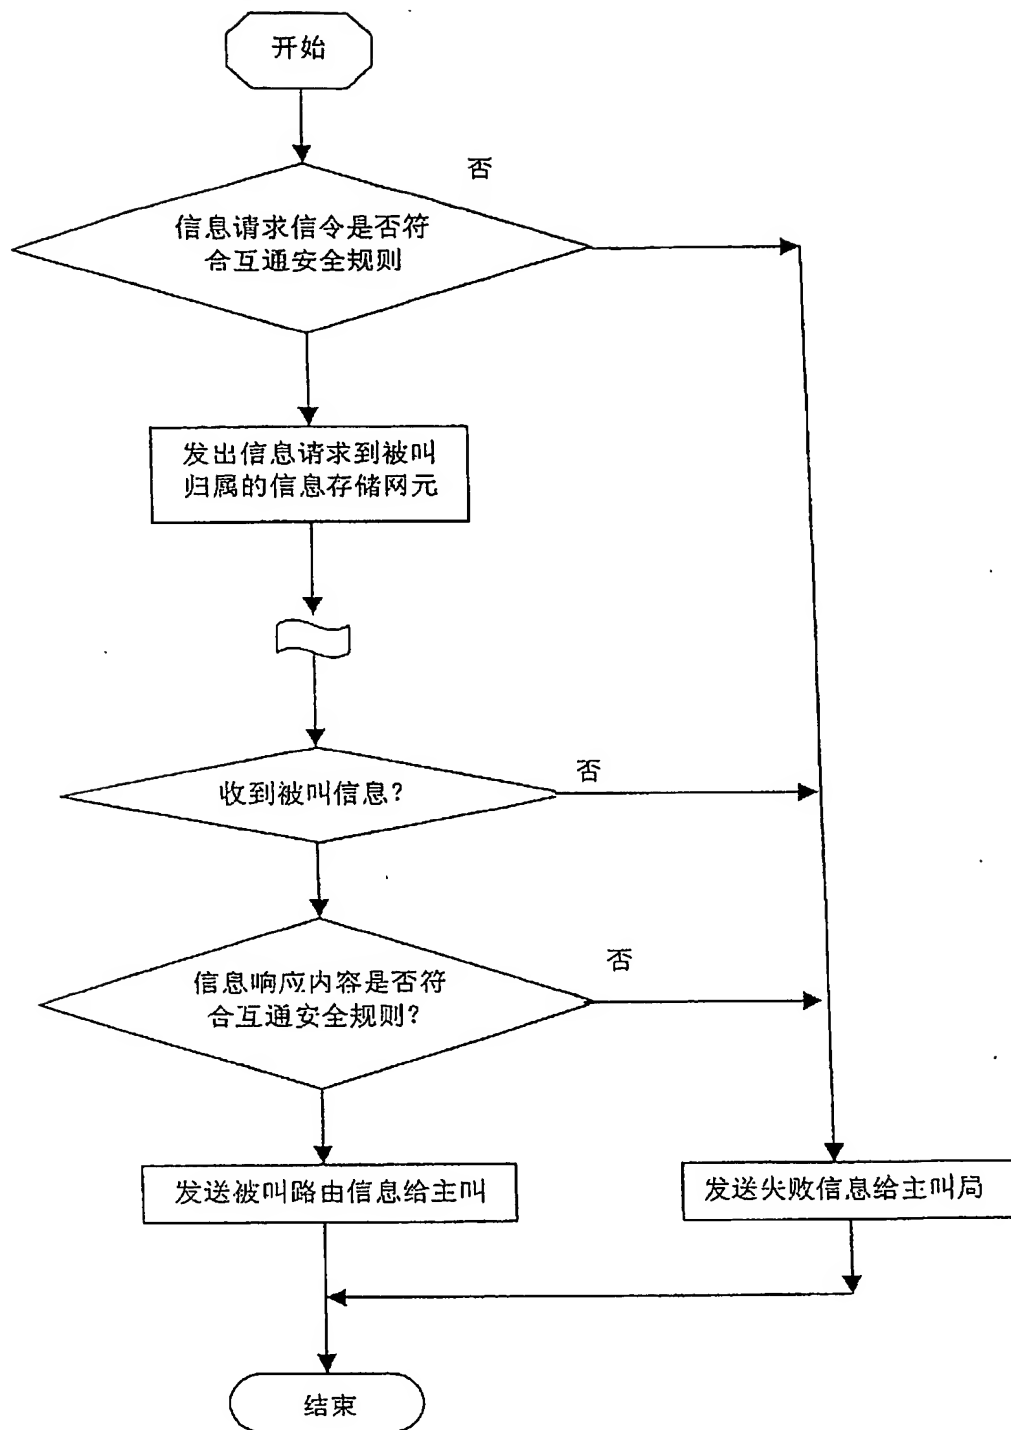 开始
否
信息请求信令是否符
合互通安全规则
发出信息请求到被叫
归属的信息存储网元
否
收到被叫信息？
否
信息响应内容是否符
合互通安全规则？
发送被叫路由信息给主叫
发送失败信息给主叫局
结束